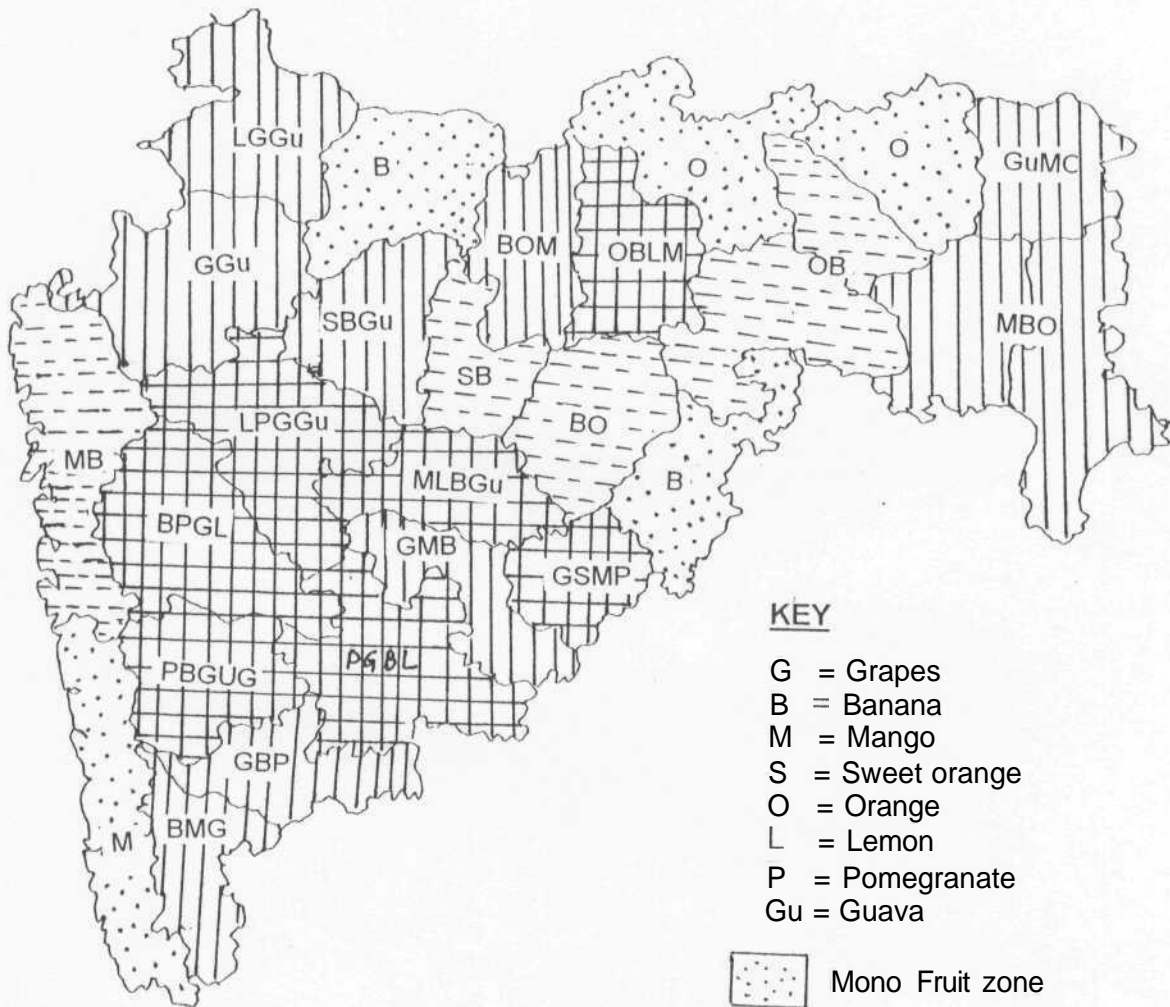 LGGu
B
O
O
GuMC
GGu
BOM
OBLM
OB
SBGu
MBO
SB
LPGGu
BO
MB
MLBGu
B
BPGL
GMB
GSMP
PBGUG
PGBL
GBP
M
BMG
KEY
G = Grapes
B = Banana
M = Mango
S = Sweet orange
O = Orange
L = Lemon
P = Pomegranate
Gu = Guava
Mono Fruit zone